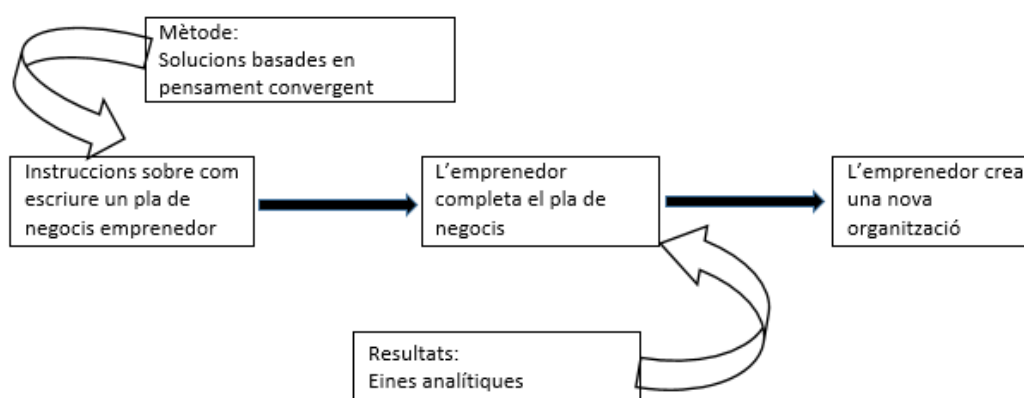 Mètode:
Solucions basades en
pensament convergent
Instruccions sobre com
escriure un pla de
negocis emprenedor
L'emprenedor
completa el pla de
negocis
L'emprenedor crea
una nova
organització
Resultats:
Eines analítiques